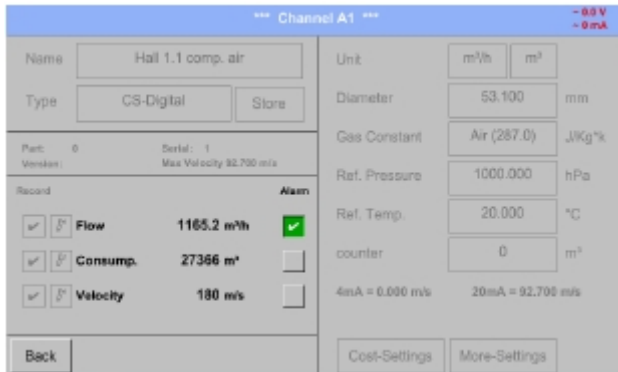 *** Channel A1 ***
~ 0.0 V
~ 0 mA
Name
Hall 1.1 comp. air
Type
CS-Digital
Store
Part: 0
Serial: 1
Version:
Max Velocity 92.700 m/s
Record
Alarm
Flow 1165.2 m³/h
Consump. 27366 m³
Velocity 180 m/s
Back
Unit m³/h m³
Diameter 53.100 mm
Gas Constant Air (287.0) J/Kg*k
Ref. Pressure 1000.000 hPa
Ref. Temp. 20.000 °C
counter 0 m³
4mA = 0.000 m/s 20mA = 92.700 m/s
Cost-Settings More-Settings